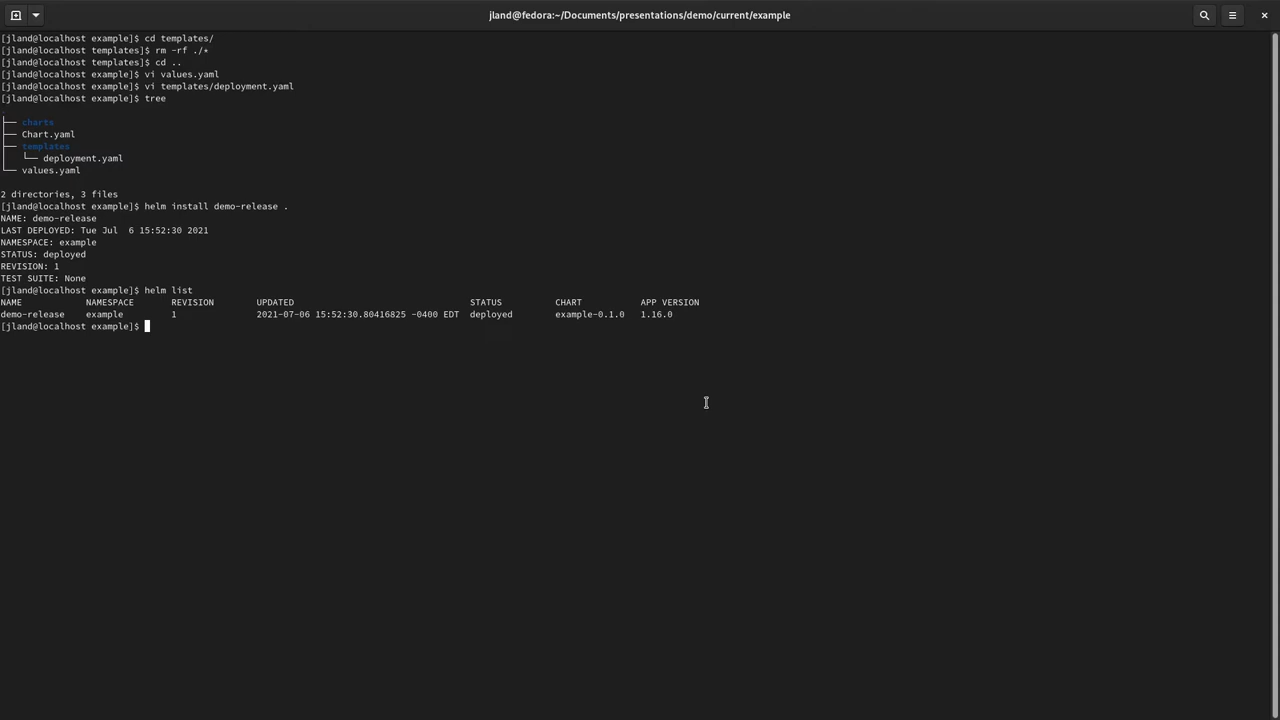 jland@fedora:~/Documents/presentations/demo/current/example
[jland@localhost example]$ cd templates/
[jland@localhost templates]$ rm -rf ./*
[jland@localhost templates]$ cd ..
[jland@localhost example]$ vi values.yaml
[jland@localhost example]$ vi templates/deployment.yaml
[jland@localhost example]$ tree
├── charts
├── Chart.yaml
├── templates
│   └── deployment.yaml
└── values.yaml
2 directories, 3 files
[jland@localhost example]$ helm install demo-release .
NAME: demo-release
LAST DEPLOYED: Tue Jul  6 15:52:30 2021
NAMESPACE: example
STATUS: deployed
REVISION: 1
TEST SUITE: None
[jland@localhost example]$ helm list
NAME            NAMESPACE       REVISION        UPDATED                                 STATUS          CHART           APP VERSION
demo-release    example         1               2021-07-06 15:52:30.80416825 -0400 EDT  deployed        example-0.1.0   1.16.0
[jland@localhost example]$